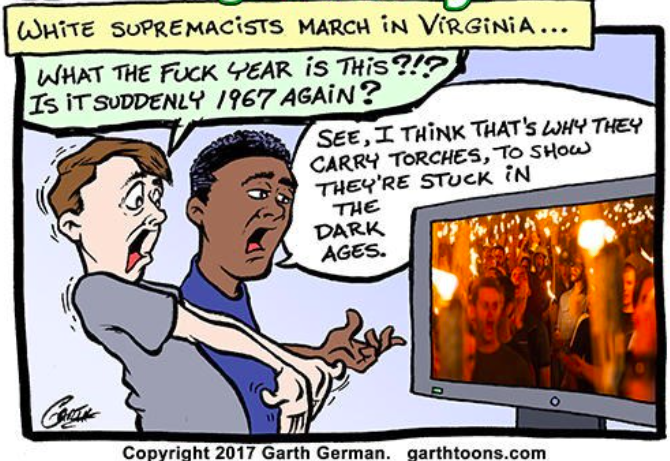 WHITE SUPREMACISTS MARCH IN VIRGINIA...
WHAT THE FUCK YEAR IS THIS?!?
IS IT SUDDENLY 1967 AGAIN?
SEE, I THINK THAT'S WHY THEY
CARRY TORCHES, TO SHOW
THEY'RE STUCK IN
THE
DARK
AGES.
Garth
Copyright 2017 Garth German. garthtoons.com